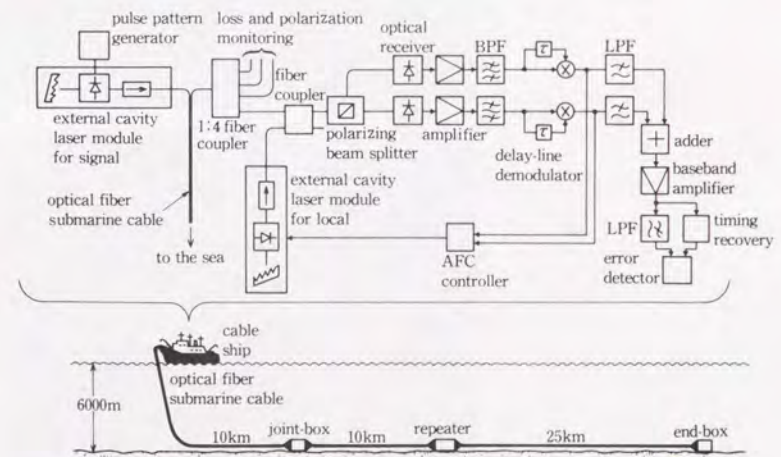 pulse pattern
generator
loss and polarization
monitoring
optical
receiver
BPF
LPF
τ
fiber
coupler
external cavity
laser module
for signal
1:4 fiber
coupler
polarizing
beam splitter
amplifier
τ
delay-line
demodulator
adder
baseband
amplifier
external cavity
laser module
for local
optical fiber
submarine cable
to the sea
AFC
controller
LPF
timing
recovery
error
detector
cable
ship
optical fiber
submarine cable
6000m
10km
joint-box
10km
repeater
25km
end-box